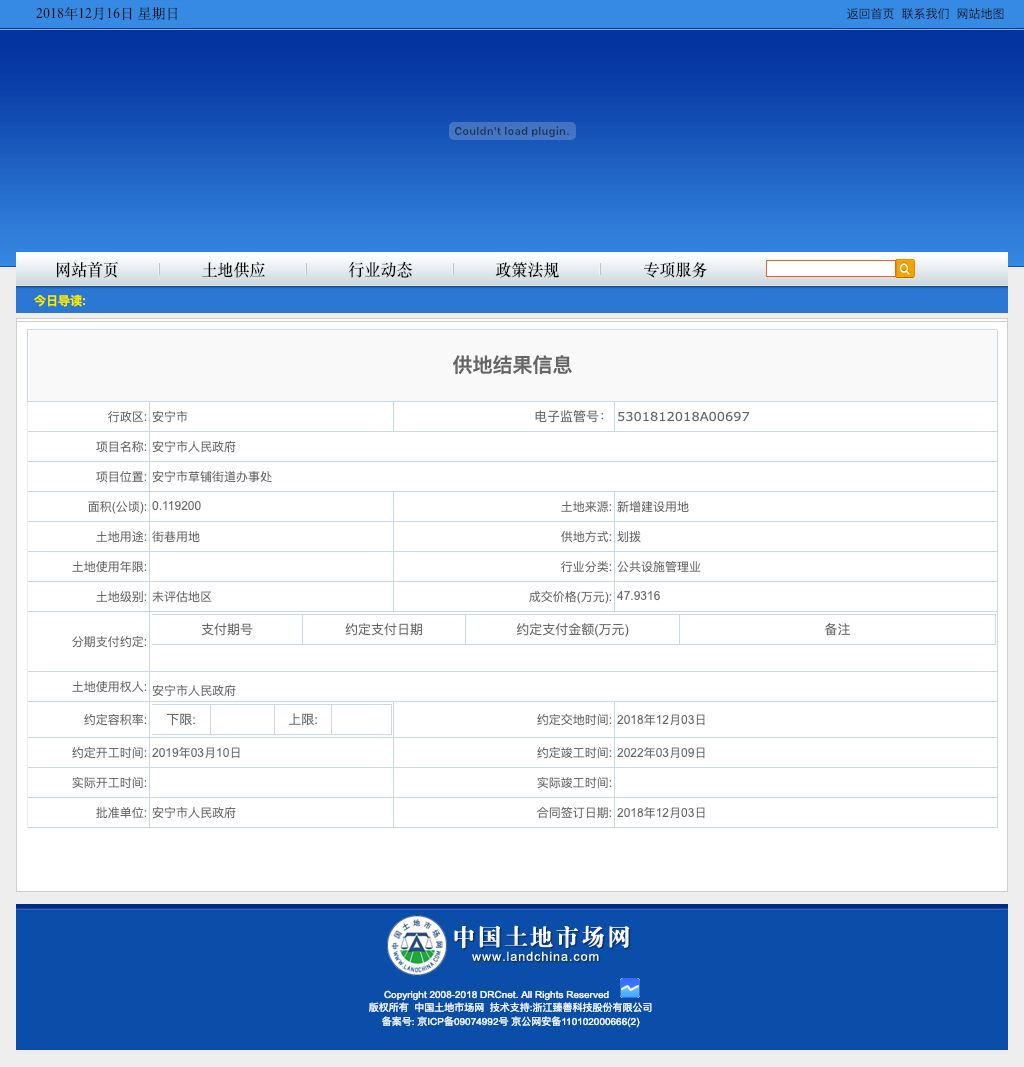 2018年12月16日 星期日
返回首页 联系我们 网站地图
Couldn't load plugin.
网站首页 土地供应 行业动态 政策法规 专项服务
今日导读:
供地结果信息
行政区: 安宁市 电子监管号： 5301812018A00697
项目名称: 安宁市人民政府
项目位置: 安宁市草铺街道办事处
面积(公顷): 0.119200 土地来源: 新增建设用地
土地用途: 街巷用地 供地方式: 划拨
土地使用年限: 行业分类: 公共设施管理业
土地级别: 未评估地区 成交价格(万元): 47.9316
分期支付约定: 支付期号 约定支付日期 约定支付金额(万元) 备注
土地使用权人: 安宁市人民政府
约定容积率: 下限: 上限: 约定交地时间: 2018年12月03日
约定开工时间: 2019年03月10日 约定竣工时间: 2022年03月09日
实际开工时间: 实际竣工时间:
批准单位: 安宁市人民政府 合同签订日期: 2018年12月03日
中国土地市场网
WWW.LANDCHINA.COM
中国土地市场网
www.landchina.com
Copyright 2008-2018 DRCnet. All Rights Reserved
版权所有 中国土地市场网 技术支持:浙江臻善科技股份有限公司
备案号: 京ICP备09074992号 京公网安备110102000666(2)